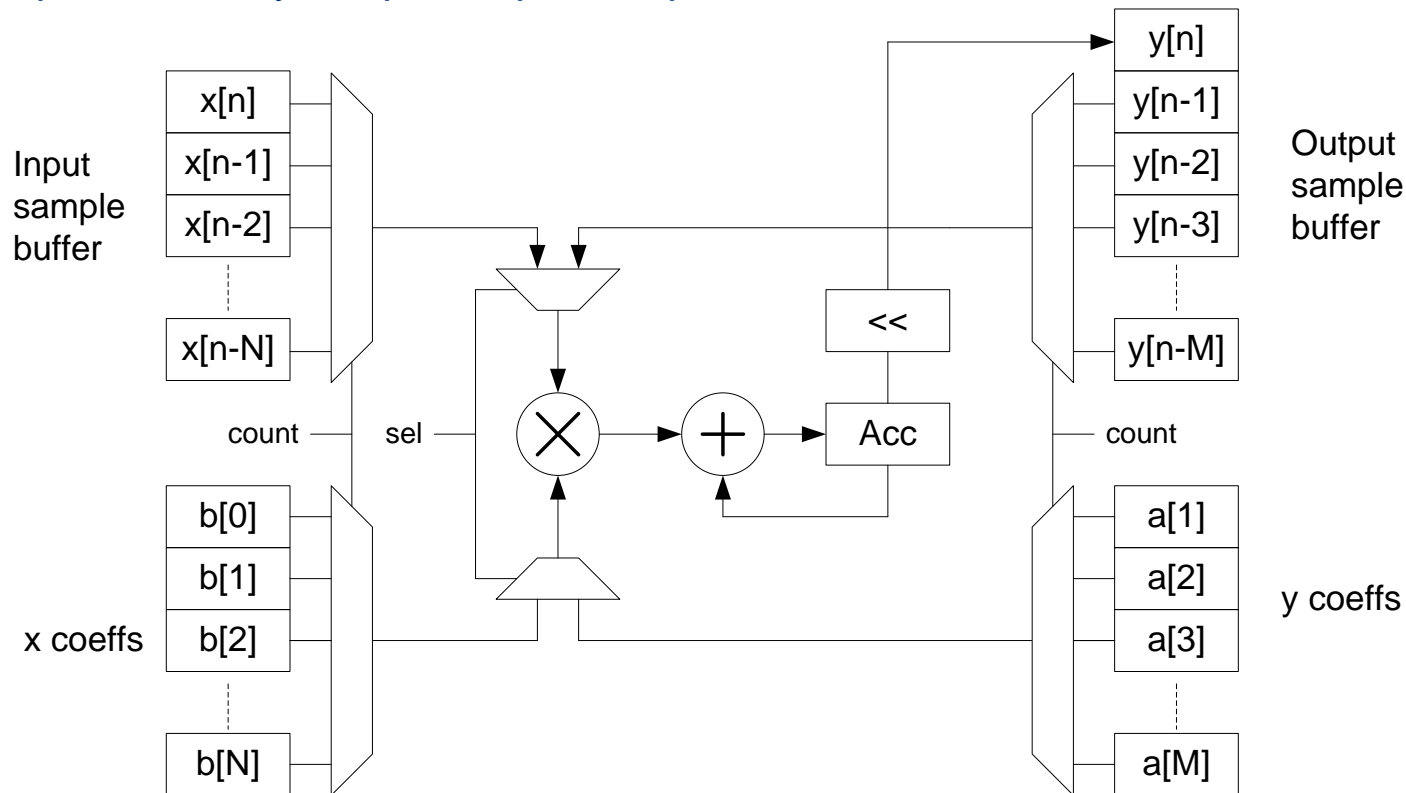 y[n]
x[n]
y[n-1]
Input
sample
buffer
x[n-1]
y[n-2]
Output
sample
buffer
x[n-2]
y[n-3]
<<
x[n-N]
y[n-M]
count
sel
Acc
count
b[0]
a[1]
b[1]
a[2]
x coeffs
b[2]
a[3]
y coeffs
b[N]
a[M]